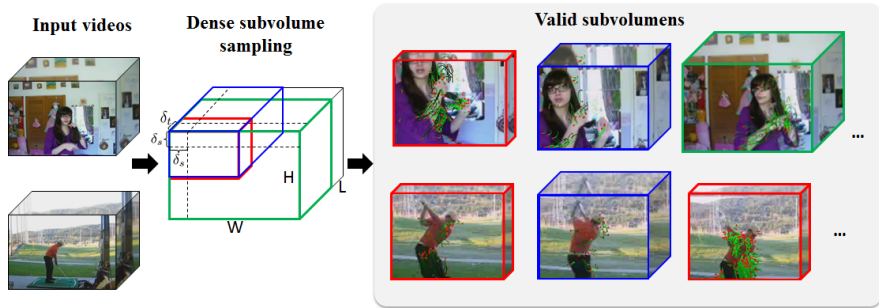 Input videos
Dense subvolume
sampling
Valid subvolumens
δt
δs
δs
H
L
W
...
...